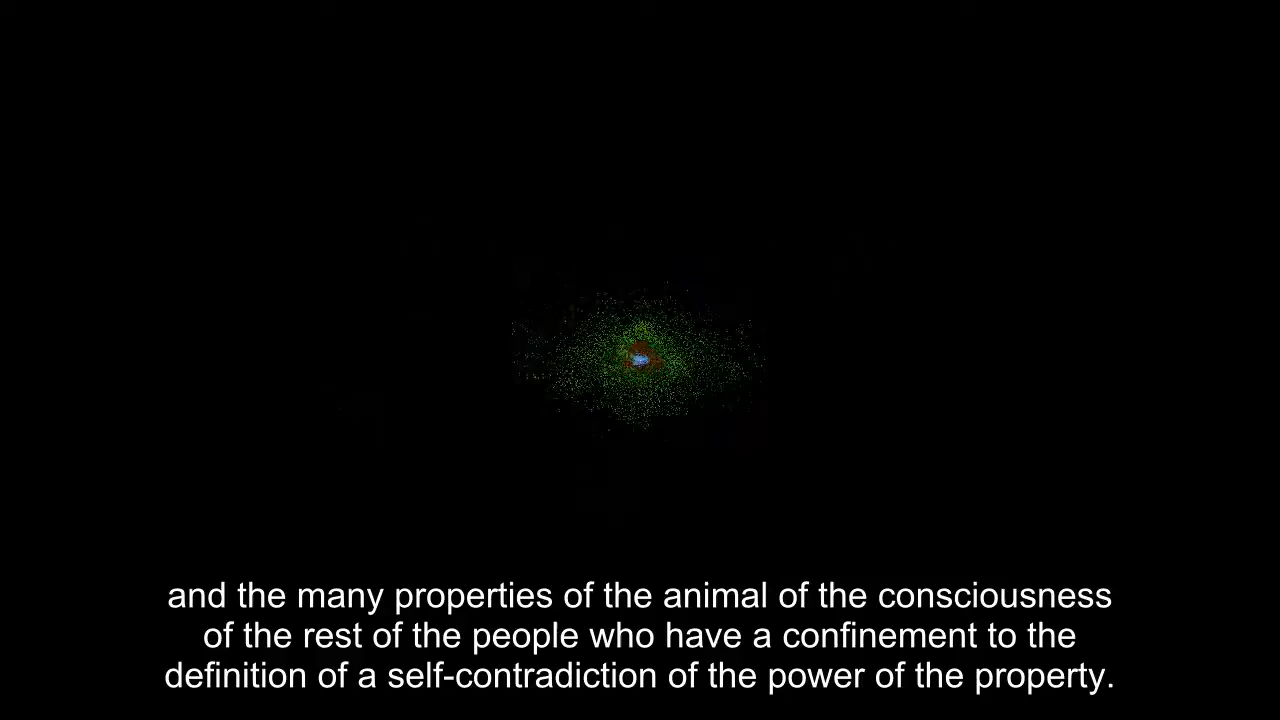 and the many properties of the animal of the consciousness
of the rest of the people who have a confinement to the
definition of a self-contradiction of the power of the property.